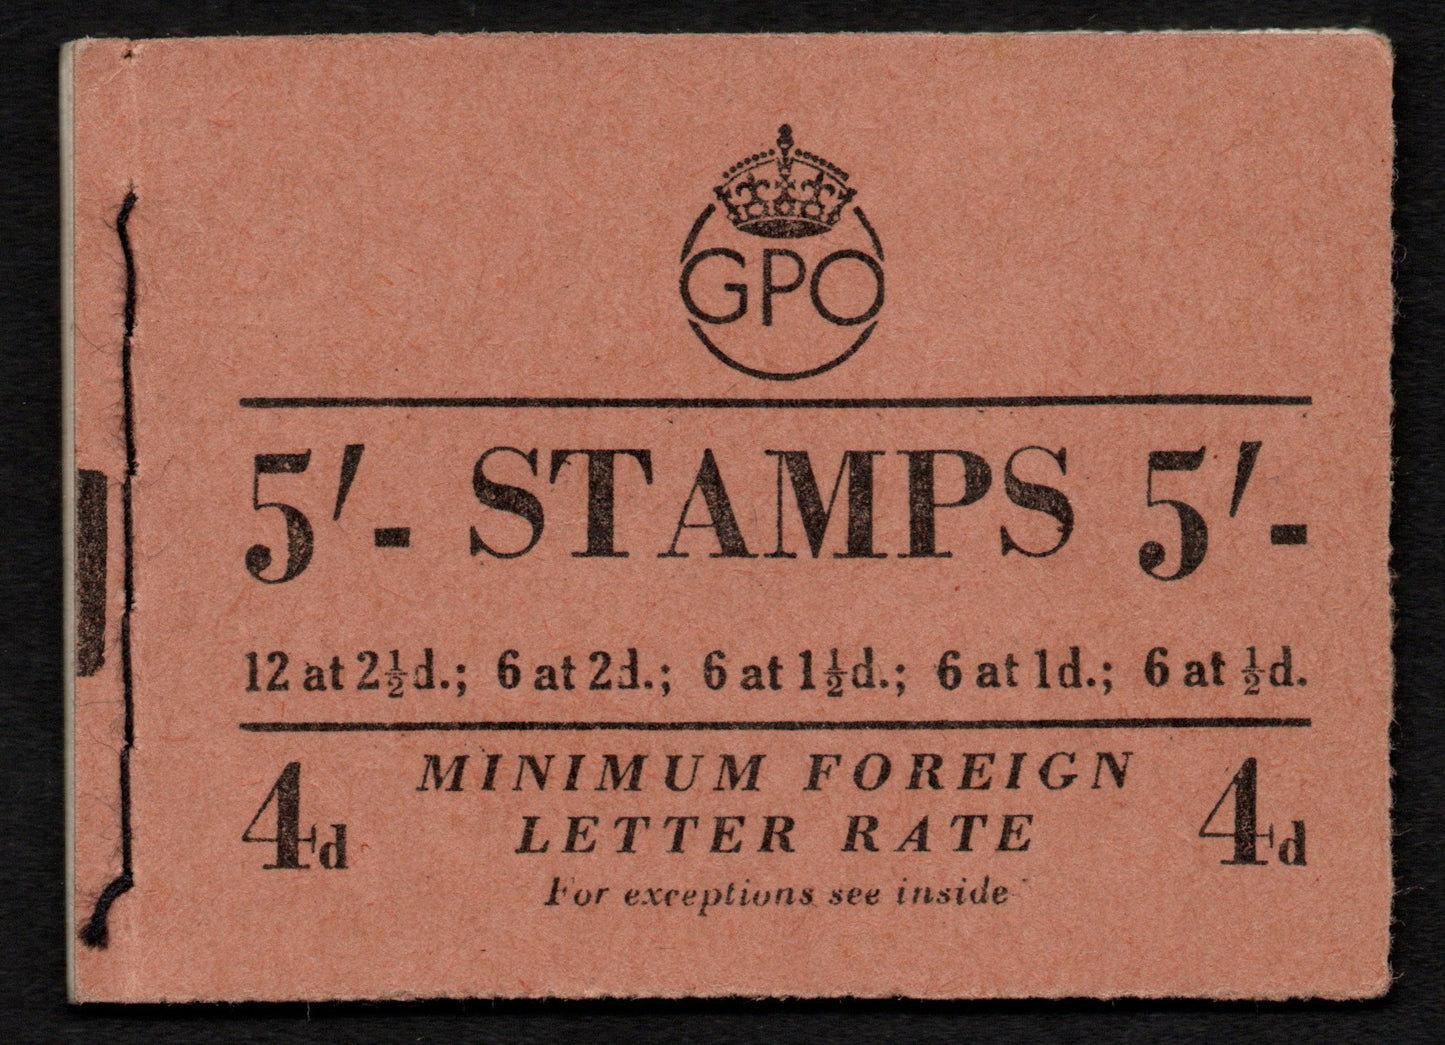 GPO
5/- STAMPS 5/-
12 at 2½d.; 6 at 2d.; 6 at 1½d.; 6 at 1d.; 6 at ½d.
4d MINIMUM FOREIGN 4d
LETTER RATE
For exceptions see inside